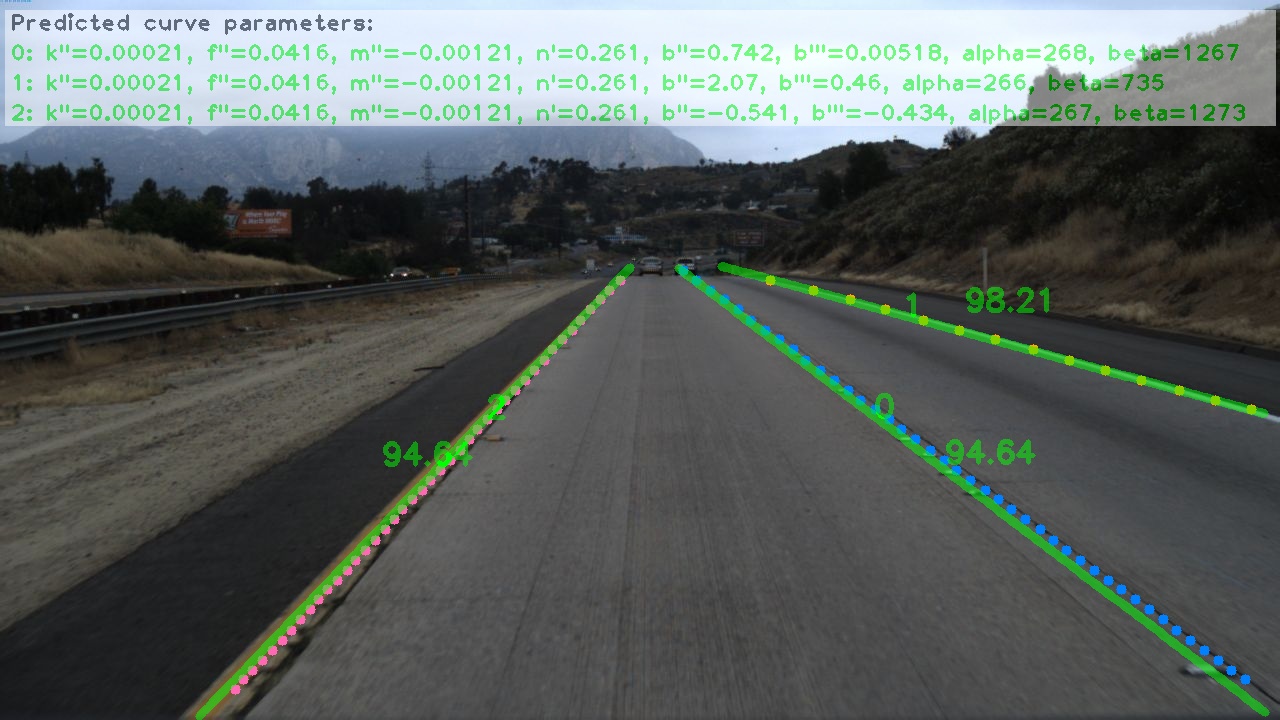 Predicted curve parameters:
0: k''=0.00021, f''=0.0416, m''=-0.00121, n'=0.261, b''=0.742, b'''=0.00518, alpha=268, beta=1267
1: k''=0.00021, f''=0.0416, m''=-0.00121, n'=0.261, b''=2.07, b'''=0.46, alpha=266, beta=735
2: k''=0.00021, f''=0.0416, m''=-0.00121, n'=0.261, b''=-0.541, b'''=-0.434, alpha=267, beta=1273
1 98.21
2 0
94.64 94.64